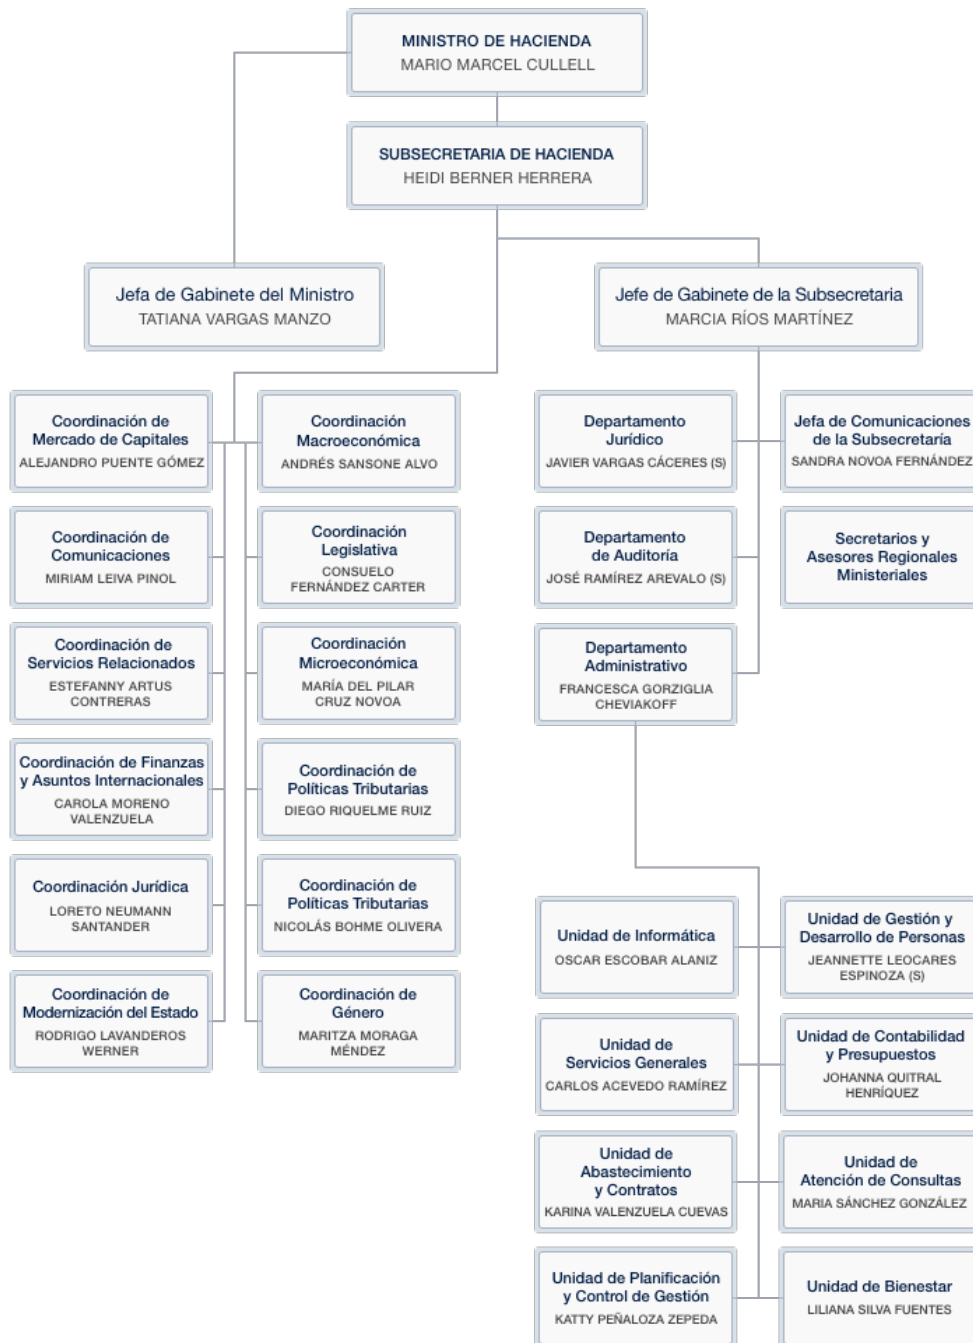 MINISTRO DE HACIENDA
MARIO MARCEL CULLELL
SUBSECRETARIA DE HACIENDA
HEIDI BERNER HERRERA
Jefa de Gabinete del Ministro
TATIANA VARGAS MANZO
Jefe de Gabinete de la Subsecretaria
MARCIA RÍOS MARTÍNEZ
Coordinación de
Mercado de Capitales
ALEJANDRO PUENTE GÓMEZ
Coordinación
Macroeconómica
ANDRÉS SANSONE ALVO
Coordinación de
Comunicaciones
MIRIAM LEIVA PINOL
Coordinación
Legislativa
CONSUELO
FERNÁNDEZ CARTER
Coordinación de
Servicios Relacionados
ESTEFANNY ARTUS
CONTRERAS
Coordinación
Microeconómica
MARÍA DEL PILAR
CRUZ NOVOA
Coordinación de Finanzas
y Asuntos Internacionales
CAROLA MORENO
VALENZUELA
Coordinación de
Políticas Tributarias
DIEGO RIQUELME RUIZ
Coordinación Jurídica
LORETO NEUMANN
SANTANDER
Coordinación de
Políticas Tributarias
NICOLÁS BOHME OLIVERA
Coordinación de
Modernización del Estado
RODRIGO LAVANDEROS
WERNER
Coordinación de
Género
MARITZA MORAGA
MÉNDEZ
Departamento
Jurídico
JAVIER VARGAS CÁCERES (S)
Jefa de Comunicaciones
de la Subsecretaría
SANDRA NOVOA FERNÁNDEZ
Departamento
de Auditoría
JOSÉ RAMÍREZ AREVALO (S)
Secretarios y
Asesores Regionales
Ministeriales
Departamento
Administrativo
FRANCESCA GORZIGLIA
CHEVIAKOFF
Unidad de Informática
OSCAR ESCOBAR ALANIZ
Unidad de Gestión y
Desarrollo de Personas
JEANNETTE LEOCARES
ESPINOZA (S)
Unidad de
Servicios Generales
CARLOS ACEVEDO RAMÍREZ
Unidad de Contabilidad
y Presupuestos
JOHANNA QUITRAL
HENRÍQUEZ
Unidad de
Abastecimiento
y Contratos
KARINA VALENZUELA CUEVAS
Unidad de
Atención de Consultas
MARIA SÁNCHEZ GONZÁLEZ
Unidad de Planificación
y Control de Gestión
KATTY PEÑALOZA ZEPEDA
Unidad de Bienestar
LILIANA SILVA FUENTES